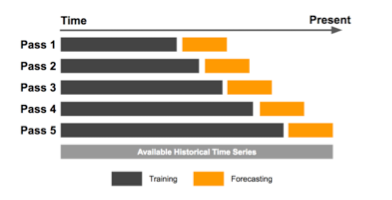 Time Present
Pass 1
Pass 2
Pass 3
Pass 4
Pass 5
Available Historical Time Series
Training Forecasting